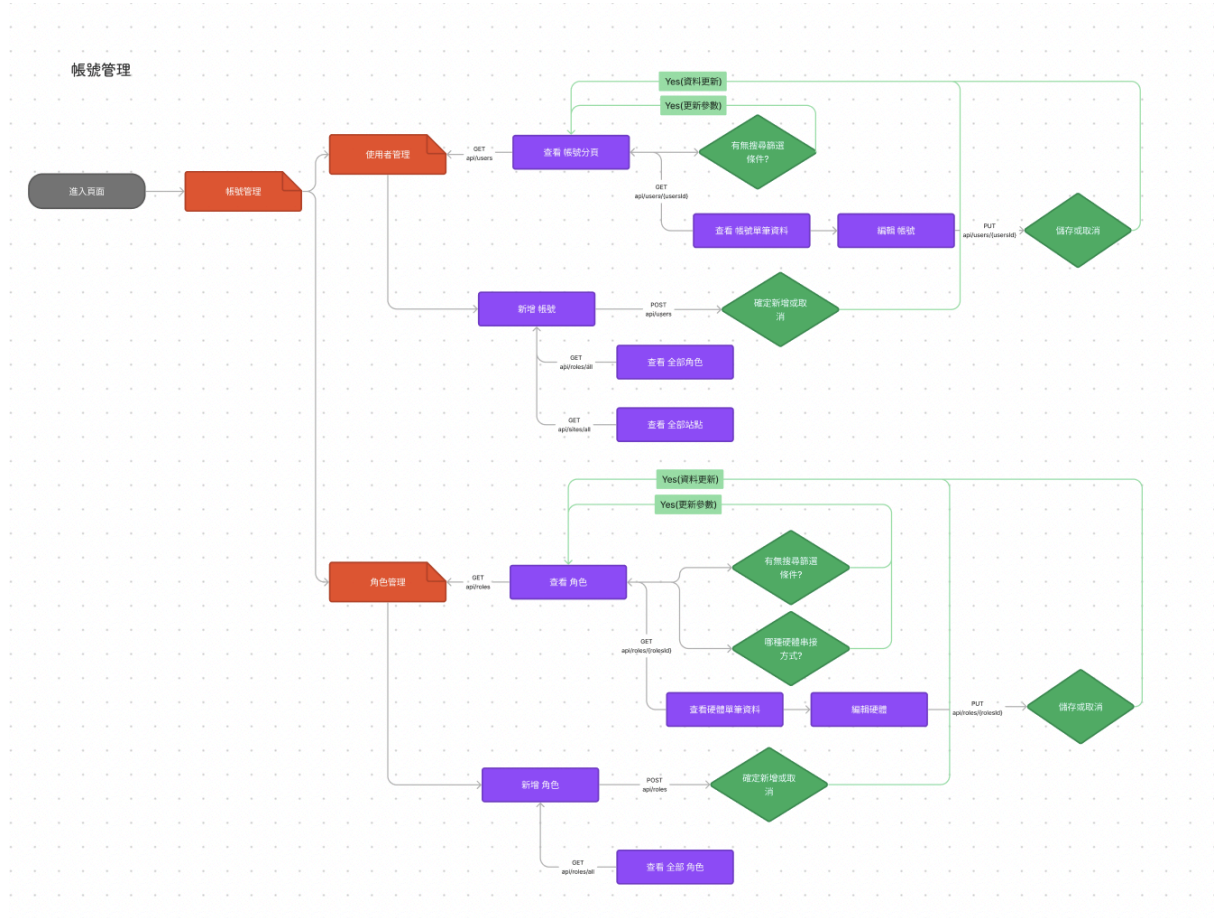 帳號管理
Yes(資料更新)
Yes(更新參數)
進入頁面
帳號管理
使用者管理
GET
api/users
查看 帳號分頁
有無搜尋篩選
條件?
GET
api/users/{usersId}
查看 帳號單筆資料
編輯 帳號
PUT
api/users/{usersId}
儲存或取消
新增 帳號
POST
api/users
確定新增或取
消
GET
api/roles/all
查看 全部角色
GET
api/sites/all
查看 全部站點
Yes(資料更新)
Yes(更新參數)
角色管理
GET
api/roles
查看 角色
有無搜尋篩選
條件?
哪種硬體串接
方式?
GET
api/roles/{rolesId}
查看硬體單筆資料
編輯硬體
PUT
api/roles/{rolesId}
儲存或取消
新增 角色
POST
api/roles
確定新增或取
消
GET
api/roles/all
查看 全部 角色